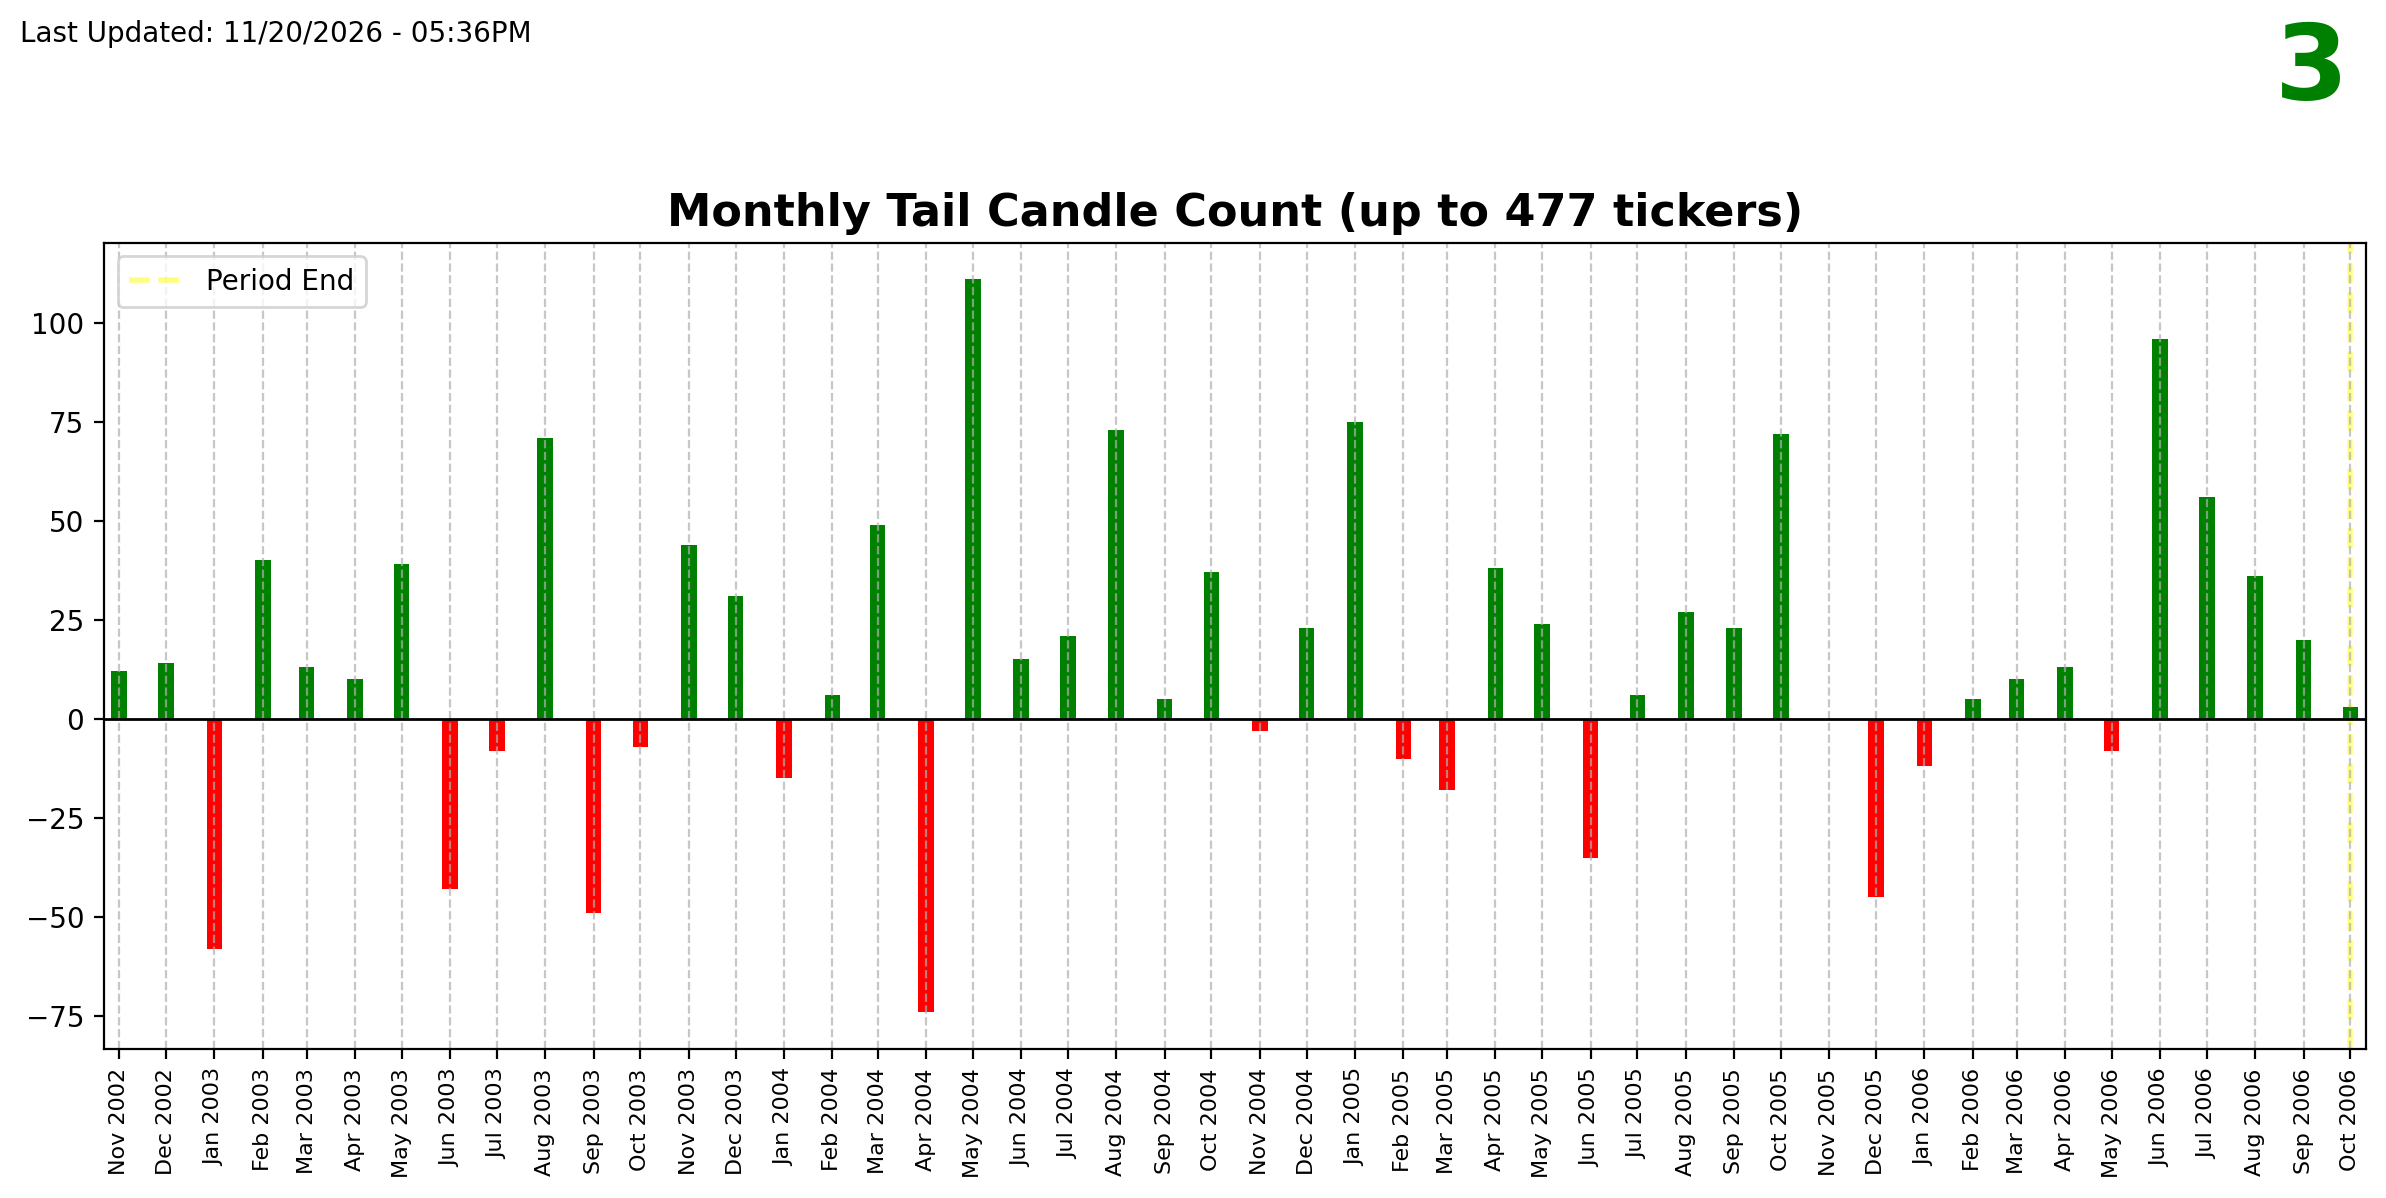 Last Updated: 11/20/2026 - 05:36PM
3
Monthly Tail Candle Count (up to 477 tickers)
Period End
100
75
50
25
0
−25
−50
−75
Nov 2002
Dec 2002
Jan 2003
Feb 2003
Mar 2003
Apr 2003
May 2003
Jun 2003
Jul 2003
Aug 2003
Sep 2003
Oct 2003
Nov 2003
Dec 2003
Jan 2004
Feb 2004
Mar 2004
Apr 2004
May 2004
Jun 2004
Jul 2004
Aug 2004
Sep 2004
Oct 2004
Nov 2004
Dec 2004
Jan 2005
Feb 2005
Mar 2005
Apr 2005
May 2005
Jun 2005
Jul 2005
Aug 2005
Sep 2005
Oct 2005
Nov 2005
Dec 2005
Jan 2006
Feb 2006
Mar 2006
Apr 2006
May 2006
Jun 2006
Jul 2006
Aug 2006
Sep 2006
Oct 2006